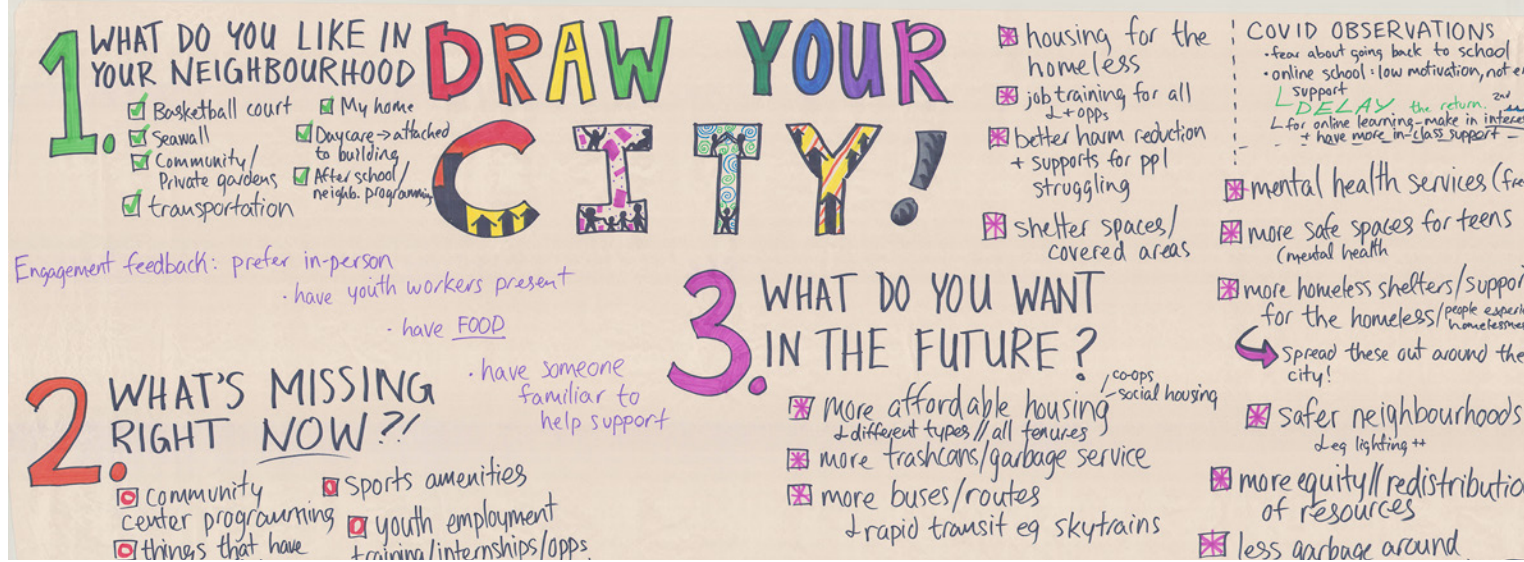 1. WHAT DO YOU LIKE IN
YOUR NEIGHBOURHOOD
Basketball court
Seawall
Community/
Private gardens
transportation
My home
Daycare → attached
to building
After school/
neighb. programming
DRAW YOUR
CITY!
Engagement feedback: prefer in-person
· have youth workers present
· have FOOD
· have someone
familiar to
help support
2. WHAT'S MISSING
RIGHT NOW?!
community
center programming
things that have
sports amenities
youth employment
training/internships/opps
3. WHAT DO YOU WANT
IN THE FUTURE?
more affordable housing
co-ops
social housing
↳ different types // all tenures
more trashcans/garbage service
more buses/routes
↳ rapid transit eg skytrains
housing for the
homeless
job training for all
↳ + opps
better harm reduction
+ supports for ppl
struggling
shelter spaces/
covered areas
COVID OBSERVATIONS
· fear about going back to school
· online school: low motivation, not
support
DELAY the return.
2nd
↳ for online learning - make in
+ have more in-class support -
mental health services
more safe spaces for teens
(mental health
more homeless shelters/
for the homeless/people
Spread these out around the
city!
safer neighbourhoods
↳ eg lighting ++
more equity//
of resources
less garbage around